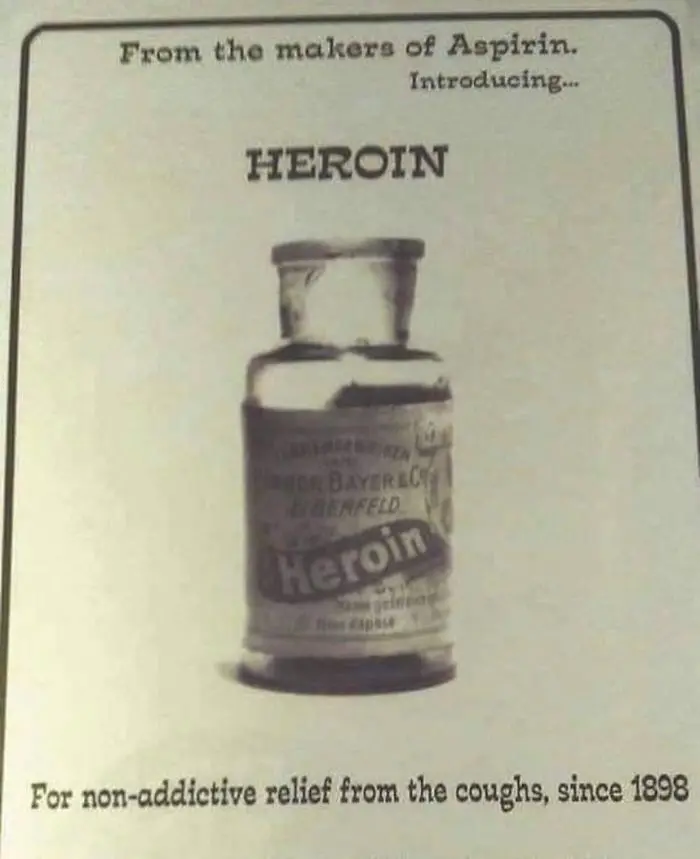 From the makers of Aspirin.
Introducing...
HEROIN
BAYER & Co
ELBERFELD
Heroin
For non-addictive relief from the coughs, since 1898